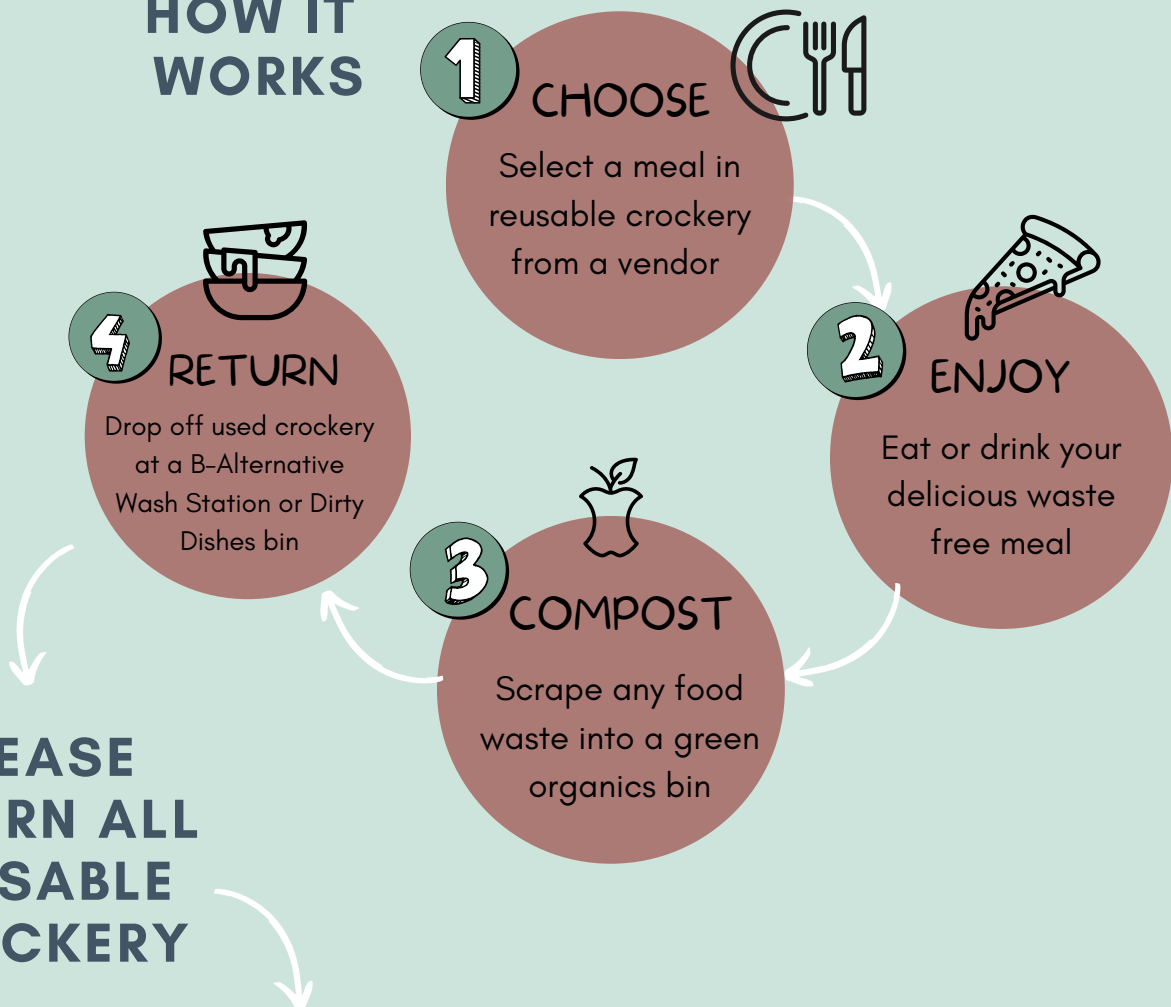 HOW IT
WORKS
1
CHOOSE
Select a meal in
reusable crockery
from a vendor
2
ENJOY
Eat or drink your
delicious waste
free meal
3
COMPOST
Scrape any food
waste into a green
organics bin
4
RETURN
Drop off used crockery
at a B-Alternative
Wash Station or Dirty
Dishes bin
EASE
RN ALL
SABLE
CKERY